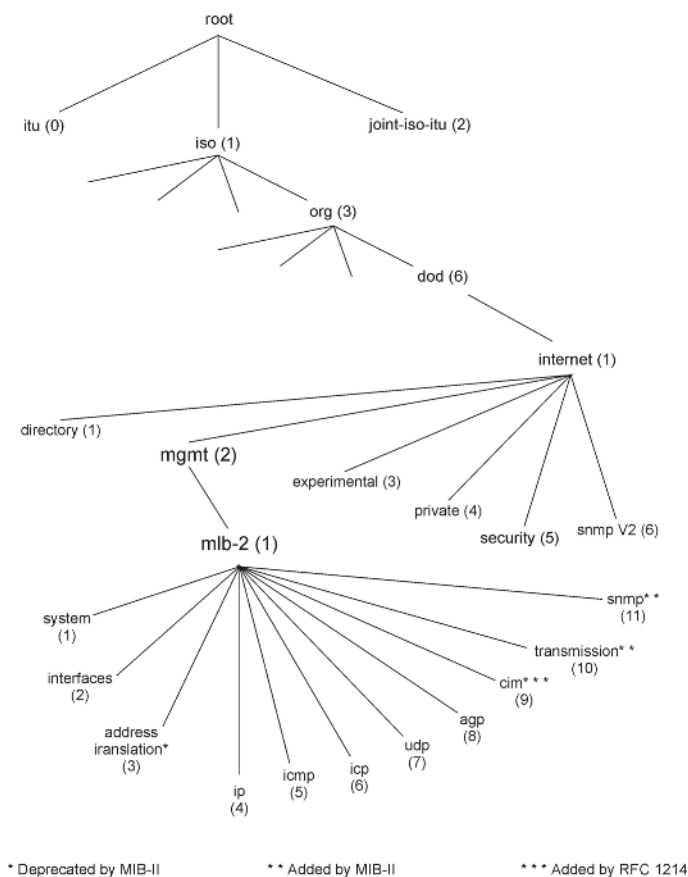 root
itu (0)
joint-iso-itu (2)
iso (1)
org (3)
dod (6)
internet (1)
directory (1)
mgmt (2)
experimental (3)
private (4)
security (5)
snmp V2 (6)
mlb-2 (1)
system
(1)
interfaces
(2)
address
iranslation*
(3)
ip
(4)
icmp
(5)
icp
(6)
udp
(7)
agp
(8)
cim* * *
(9)
transmission* *
(10)
snmp* *
(11)
* Deprecated by MIB-II
* * Added by MIB-II
* * * Added by RFC 1214